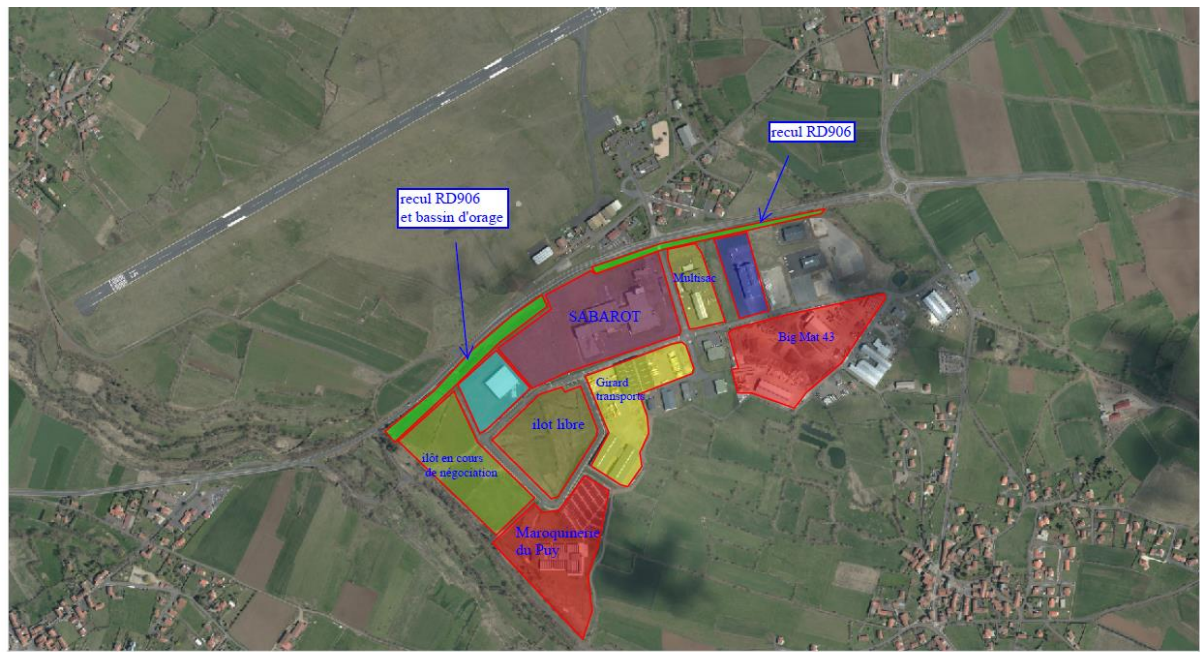 recul RD906
recul RD906
et bassin d'orage
Multisac
SABAROT
Big Mat 43
Girard
transports
ilot libre
ilôt en cours
de négociation
Maroquinerie
du Puy